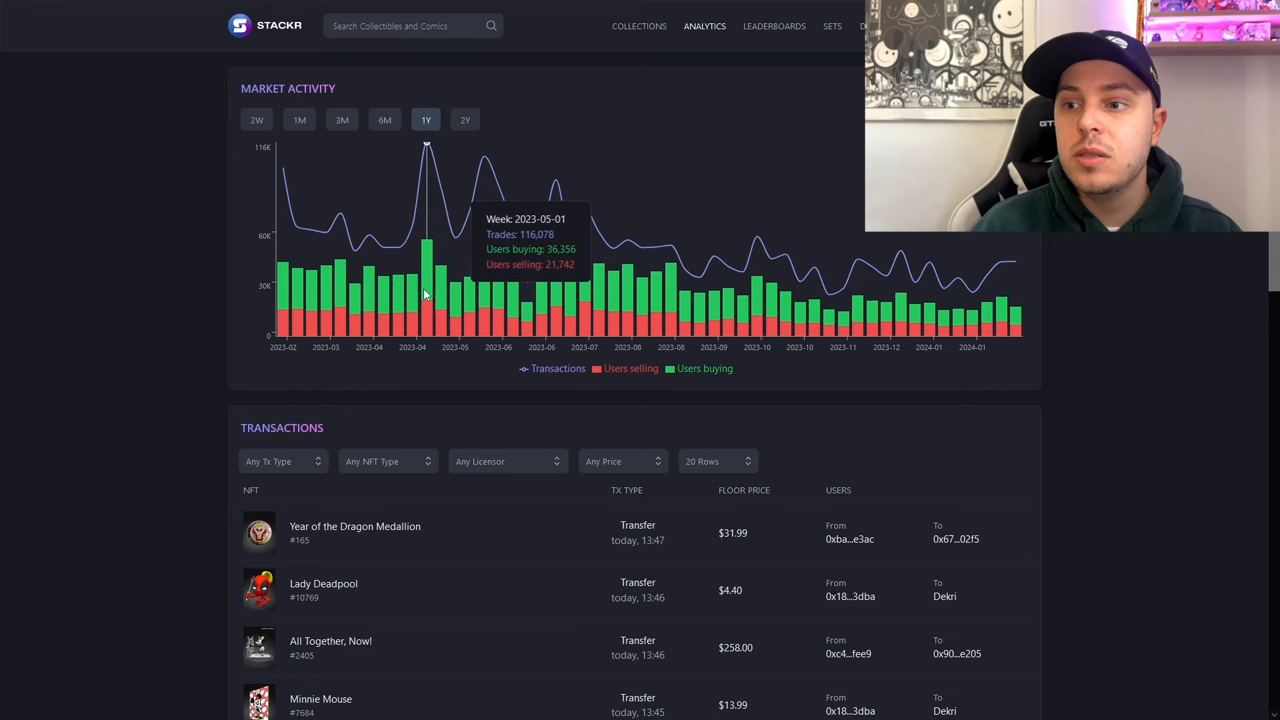 STACKR
Search Collectibles and Comics
COLLECTIONS
ANALYTICS
LEADERBOARDS
SETS
MARKET ACTIVITY
2W
1M
3M
6M
1Y
2Y
116K
60K
30K
0
Week: 2023-05-01
Trades: 116,078
Users buying: 36,356
Users selling: 21,742
2023-02 2023-03 2023-04 2023-04 2023-05 2023-06 2023-06 2023-07 2023-08 2023-08 2023-09 2023-10 2023-10 2023-11 2023-12 2024-01 2024-01
Transactions Users selling Users buying
TRANSACTIONS
Any Tx Type
Any NFT Type
Any Licensor
Any Price
20 Rows
NFT TX TYPE FLOOR PRICE USERS
Year of the Dragon Medallion
#165
Transfer
today, 13:47
$31.99
From
0xba...e3ac
To
0x67...02f5
Lady Deadpool
#10769
Transfer
today, 13:46
$4.40
From
0x18...3dba
To
Dekri
All Together, Now!
#2405
Transfer
today, 13:46
$258.00
From
0xc4...fee9
To
0x90...e205
Minnie Mouse
#7684
Transfer
today, 13:45
$13.99
From
0x18...3dba
To
Dekri